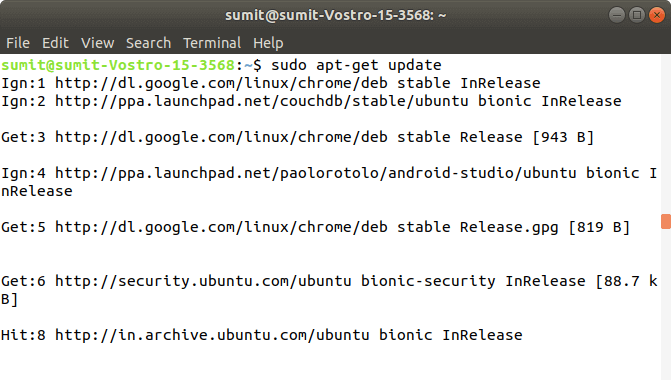 sumit@sumit-Vostro-15-3568: ~
File Edit View Search Terminal Help
sumit@sumit-Vostro-15-3568:~$ sudo apt-get update
Ign:1 http://dl.google.com/linux/chrome/deb stable InRelease
Ign:2 http://ppa.launchpad.net/couchdb/stable/ubuntu bionic InRelease
Get:3 http://dl.google.com/linux/chrome/deb stable Release [943 B]
Ign:4 http://ppa.launchpad.net/paolorotolo/android-studio/ubuntu bionic I
nRelease
Get:5 http://dl.google.com/linux/chrome/deb stable Release.gpg [819 B]
Get:6 http://security.ubuntu.com/ubuntu bionic-security InRelease [88.7 k
B]
Hit:8 http://in.archive.ubuntu.com/ubuntu bionic InRelease